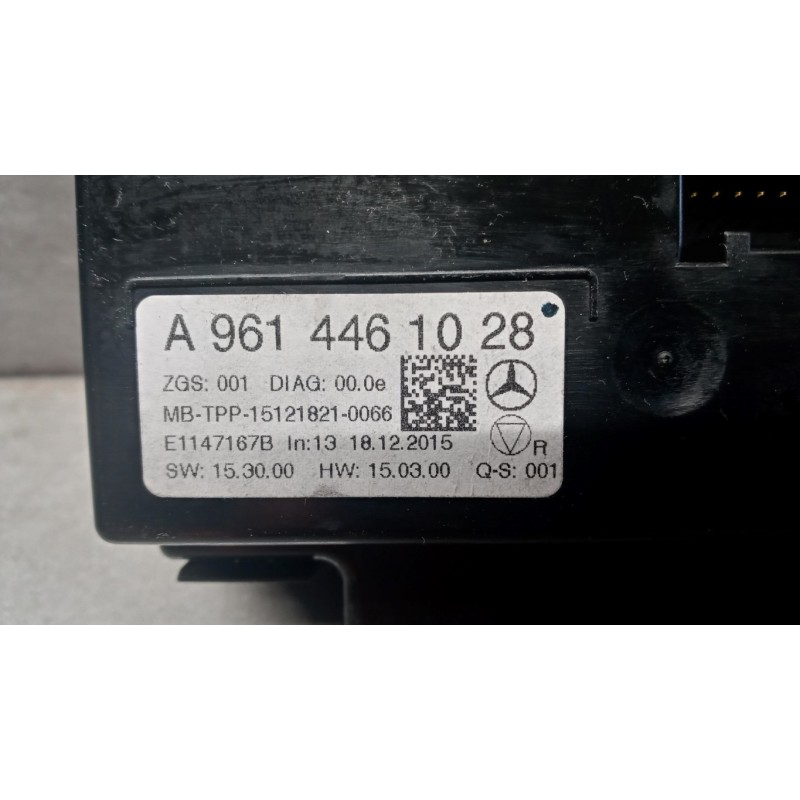 A 961 446 10 28
ZGS: 001 DIAG: 00.0e
MB-TPP-15121821-0066
E1147167B In:13 18.12.2015
R
SW: 15.30.00 HW: 15.03.00 Q-S: 001